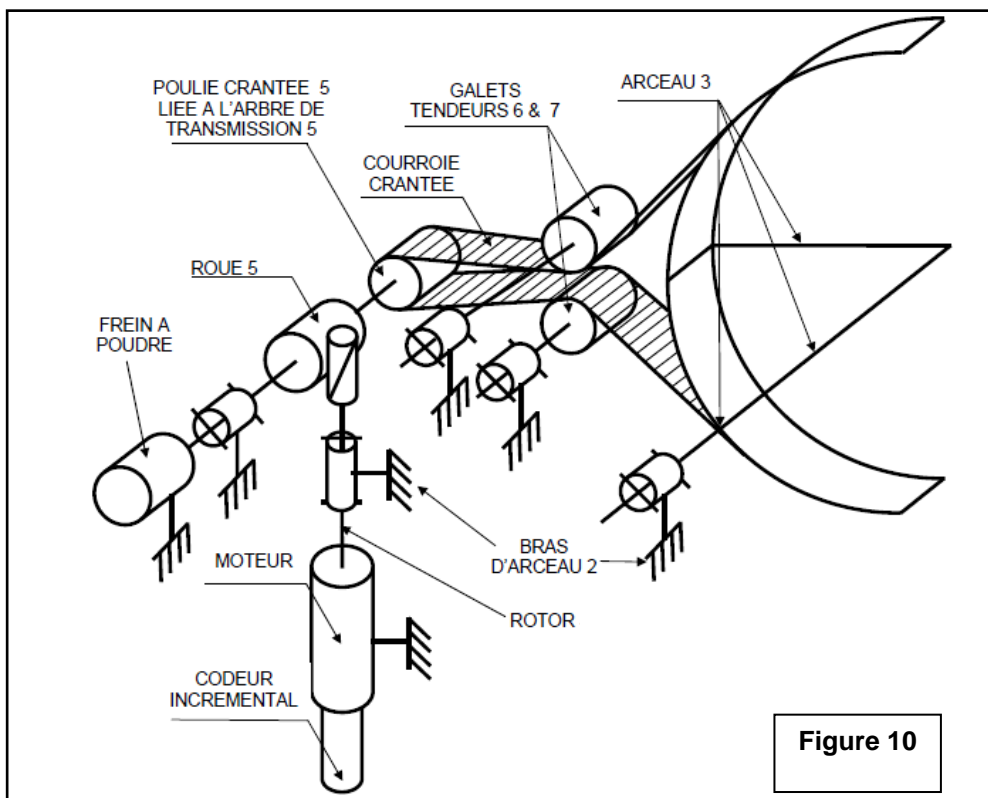 POULIE CRANTEE 5
LIEE A L'ARBRE DE
TRANSMISSION 5
GALETS
TENDEURS 6 & 7
ARCEAU 3
COURROIE
CRANTEE
ROUE 5
FREIN A
POUDRE
BRAS
D'ARCEAU 2
MOTEUR
ROTOR
CODEUR
INCREMENTAL
Figure 10